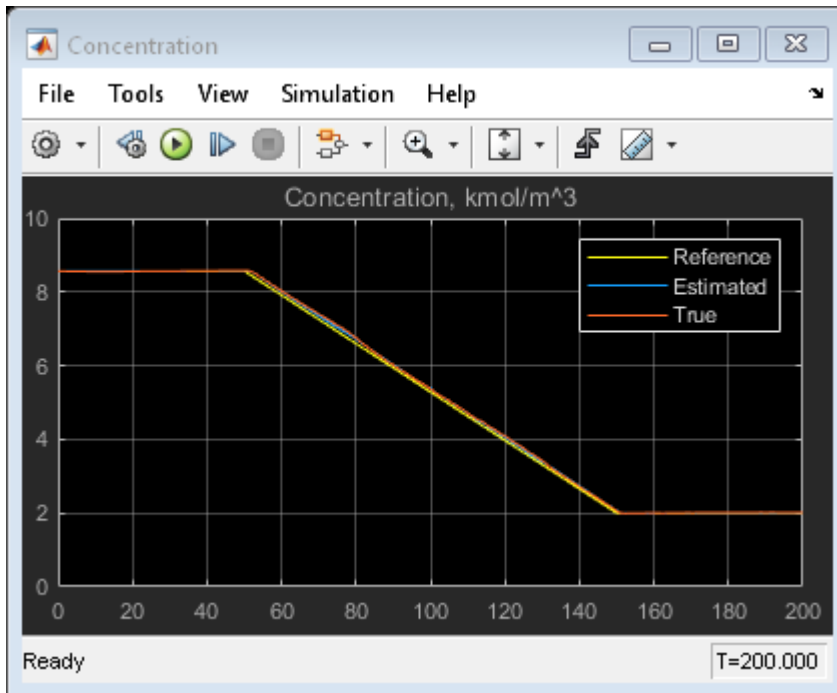 Concentration
File Tools View Simulation Help
Concentration, kmol/m^3
10
8
6
4
2
0
0 20 40 60 80 100 120 140 160 180 200
Reference
Estimated
True
Ready T=200.000